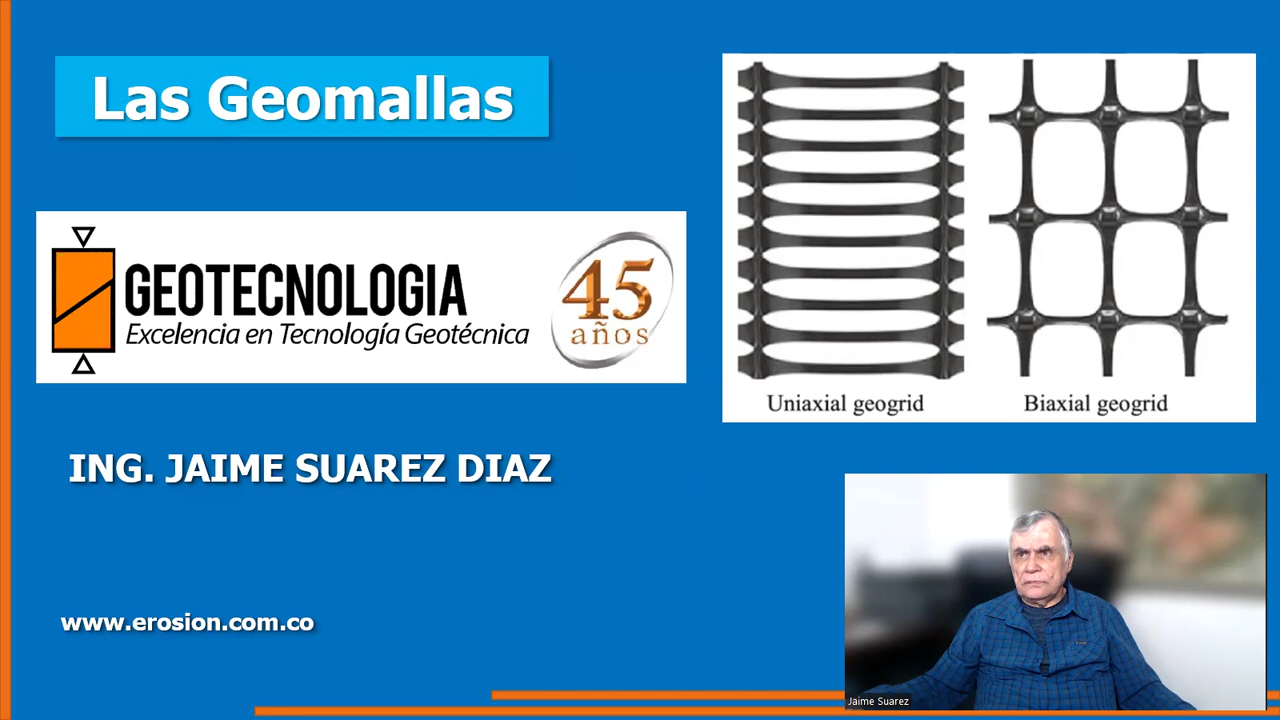 Las Geomallas
GEOTECNOLOGIA
Excelencia en Tecnología Geotécnica
45
años
Uniaxial geogrid
Biaxial geogrid
ING. JAIME SUAREZ DIAZ
www.erosion.com.co
Jaime Suarez